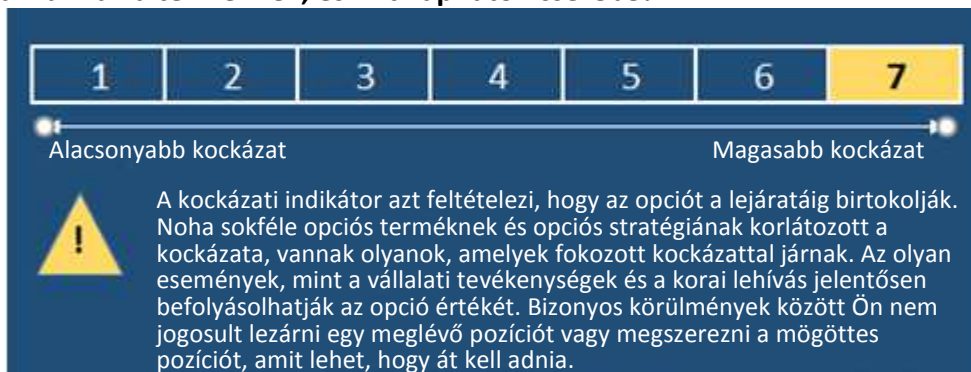 1 2 3 4 5 6 7
Alacsonyabb kockázat Magasabb kockázat
! A kockázati indikátor azt feltételezi, hogy az opciót a lejáratáig birtokolják.
Noha sokféle opciós terméknek és opciós stratégiának korlátozott a
kockázata, vannak olyanok, amelyek fokozott kockázattal járnak. Az olyan
események, mint a vállalati tevékenységek és a korai lehívás jelentősen
befolyásolhatják az opció értékét. Bizonyos körülmények között Ön nem
jogosult lezárni egy meglévő pozíciót vagy megszerezni a mögöttes
pozíciót, amit lehet, hogy át kell adnia.